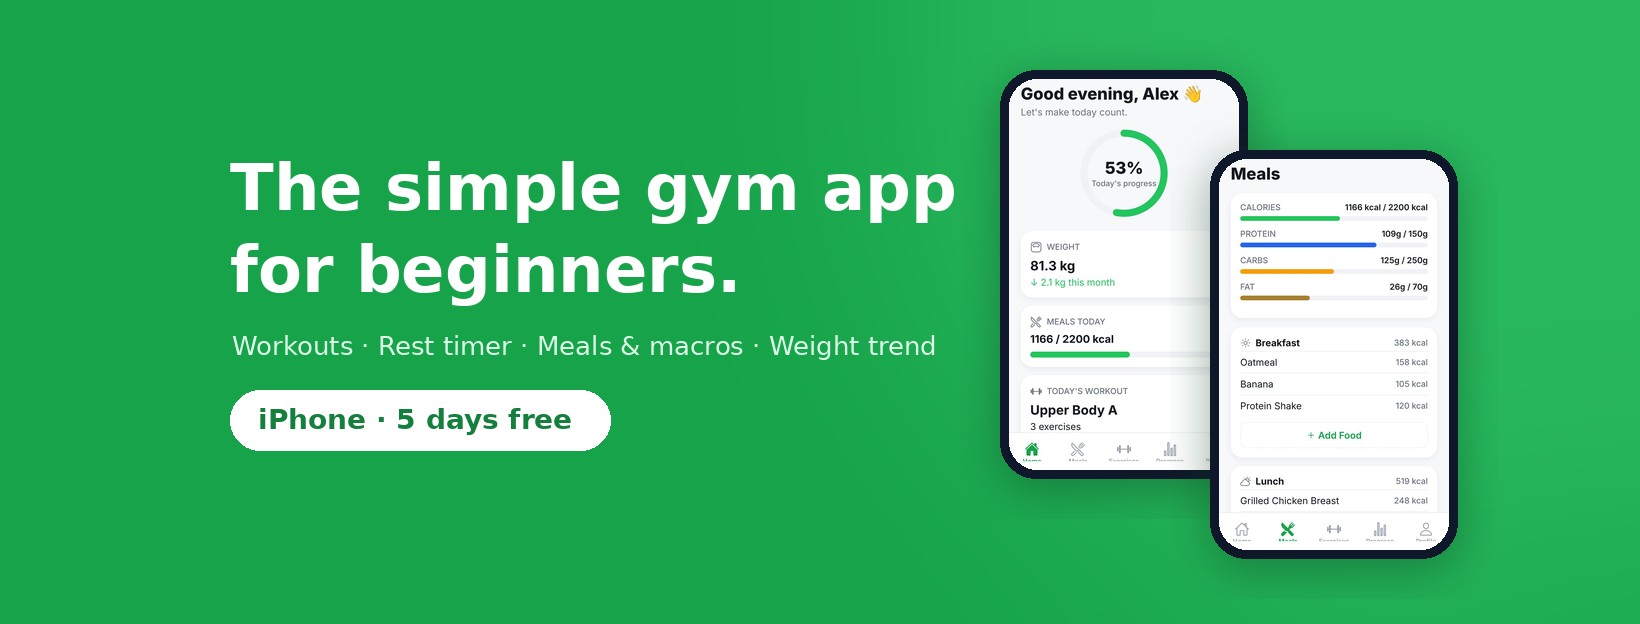 The simple gym app
for beginners.
Workouts · Rest timer · Meals & macros · Weight trend
iPhone · 5 days free
Good evening, Alex 👋
Let's make today count.
53%
Today's progress
WEIGHT
81.3 kg
↓ 2.1 kg this month
MEALS TODAY
1166 / 2200 kcal
TODAY'S WORKOUT
Upper Body A
3 exercises
Meals
CALORIES 1166 kcal / 2200 kcal
PROTEIN 109g / 150g
CARBS 125g / 250g
FAT 26g / 70g
Breakfast 383 kcal
Oatmeal 158 kcal
Banana 105 kcal
Protein Shake 120 kcal
+ Add Food
Lunch 519 kcal
Grilled Chicken Breast 248 kcal